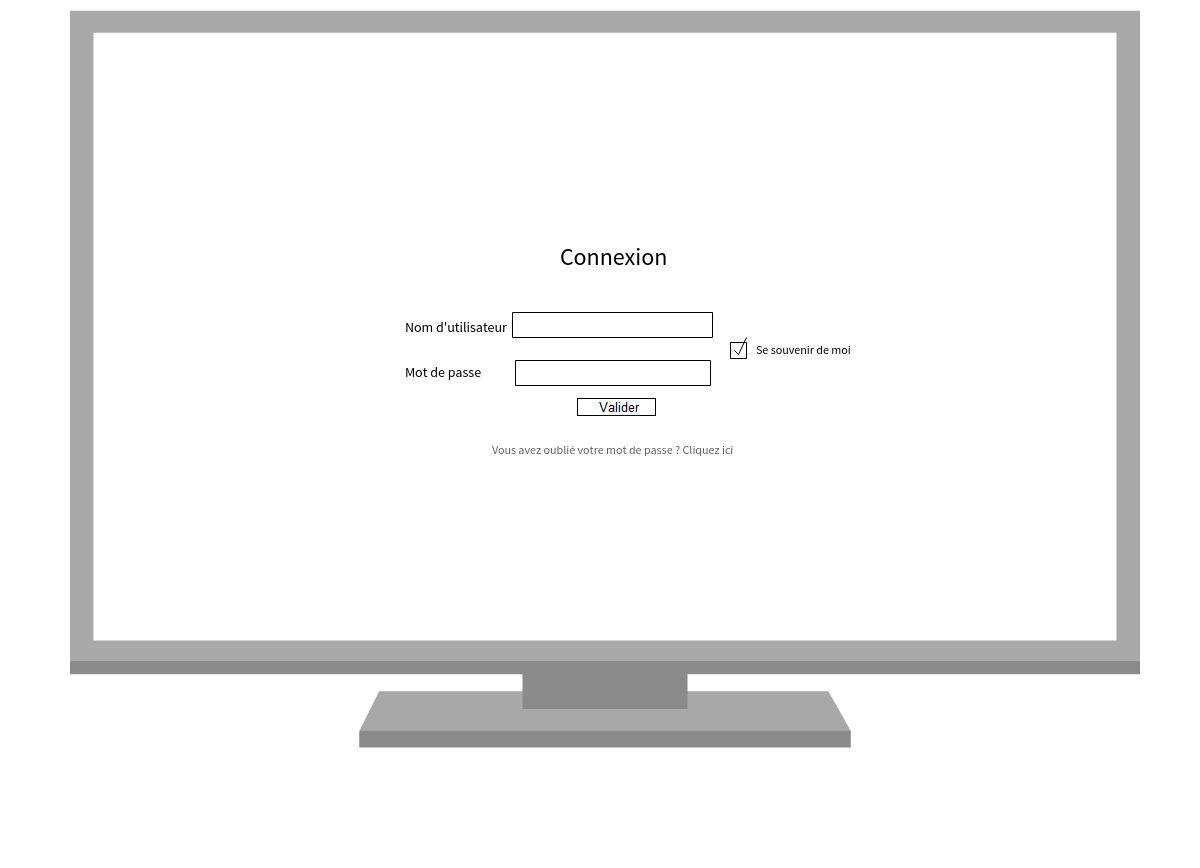 Connexion
Nom d'utilisateur
Se souvenir de moi
Mot de passe
Valider
Vous avez oublié votre mot de passe ? Cliquez ici